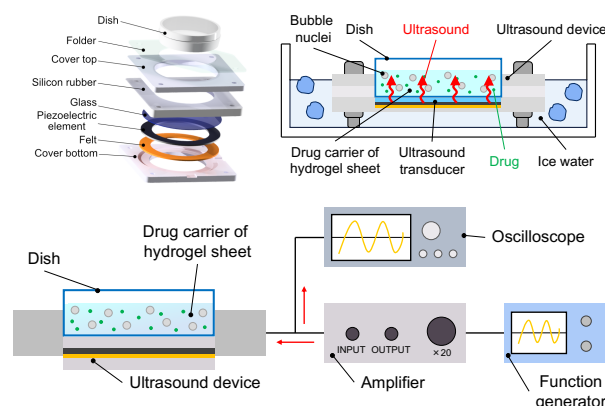 Dish
Folder
Cover top
Silicon rubber
Glass
Piezoelectric
element
Felt
Cover bottom
Bubble
nuclei
Dish
Ultrasound
Ultrasound device
Drug carrier of
hydrogel sheet
Ultrasound
transducer
Drug
Ice water
Drug carrier of
hydrogel sheet
Dish
Ultrasound device
Oscilloscope
INPUT
OUTPUT
×20
Amplifier
Function
generator